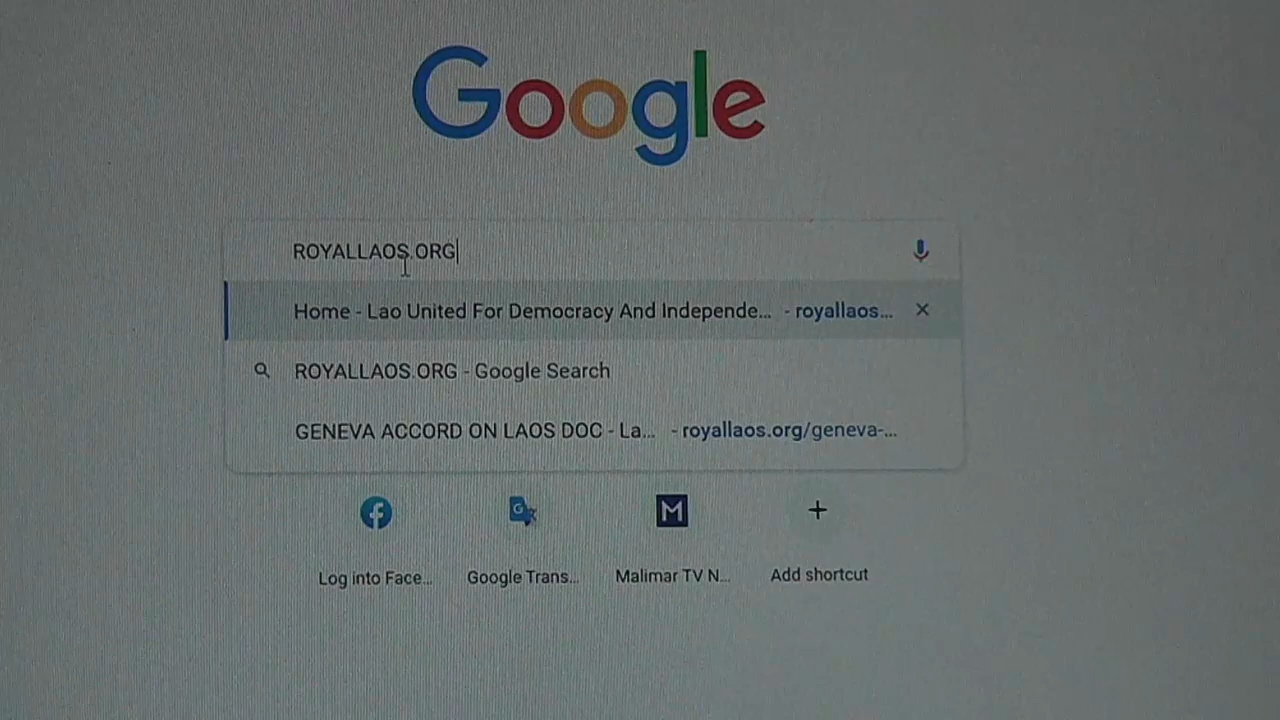 Google
ROYALLAOS.ORG
Home - Lao United For Democracy And Independe... - royallaos...
ROYALLAOS.ORG - Google Search
GENEVA ACCORD ON LAOS DOC - La... - royallaos.org/geneva-...
Log into Face... Google Trans... Malimar TV N... Add shortcut